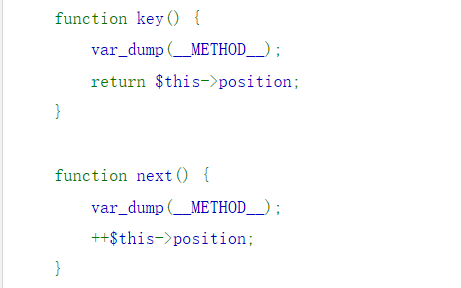 function key() {
var_dump(__METHOD__);
return $this->position;
}
function next() {
var_dump(__METHOD__);
++$this->position;
}